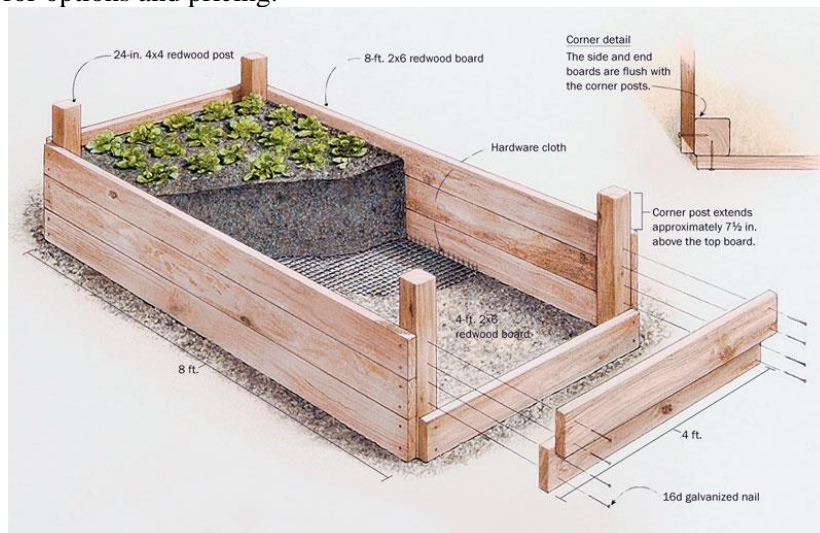 for options and pricing.
24-in. 4x4 redwood post
8-ft. 2x6 redwood board
Corner detail
The side and end
boards are flush with
the corner posts.
Hardware cloth
Corner post extends
approximately 7½ in.
above the top board.
4-ft. 2x6
redwood board
8 ft.
4 ft.
16d galvanized nail